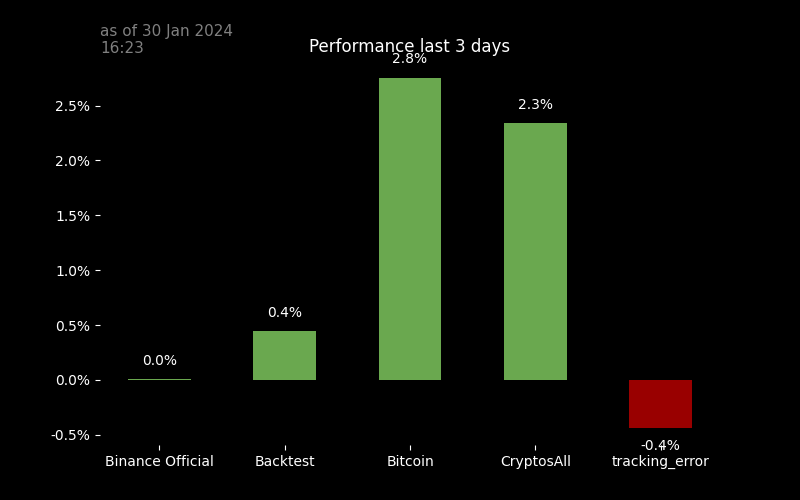 as of 30 Jan 2024
16:23
Performance last 3 days
2.8%
2.5%
2.3%
2.0%
1.5%
1.0%
0.5%
0.4%
0.0%
0.0%
-0.5%
-0.4%
Binance Official
Backtest
Bitcoin
CryptosAll
tracking_error